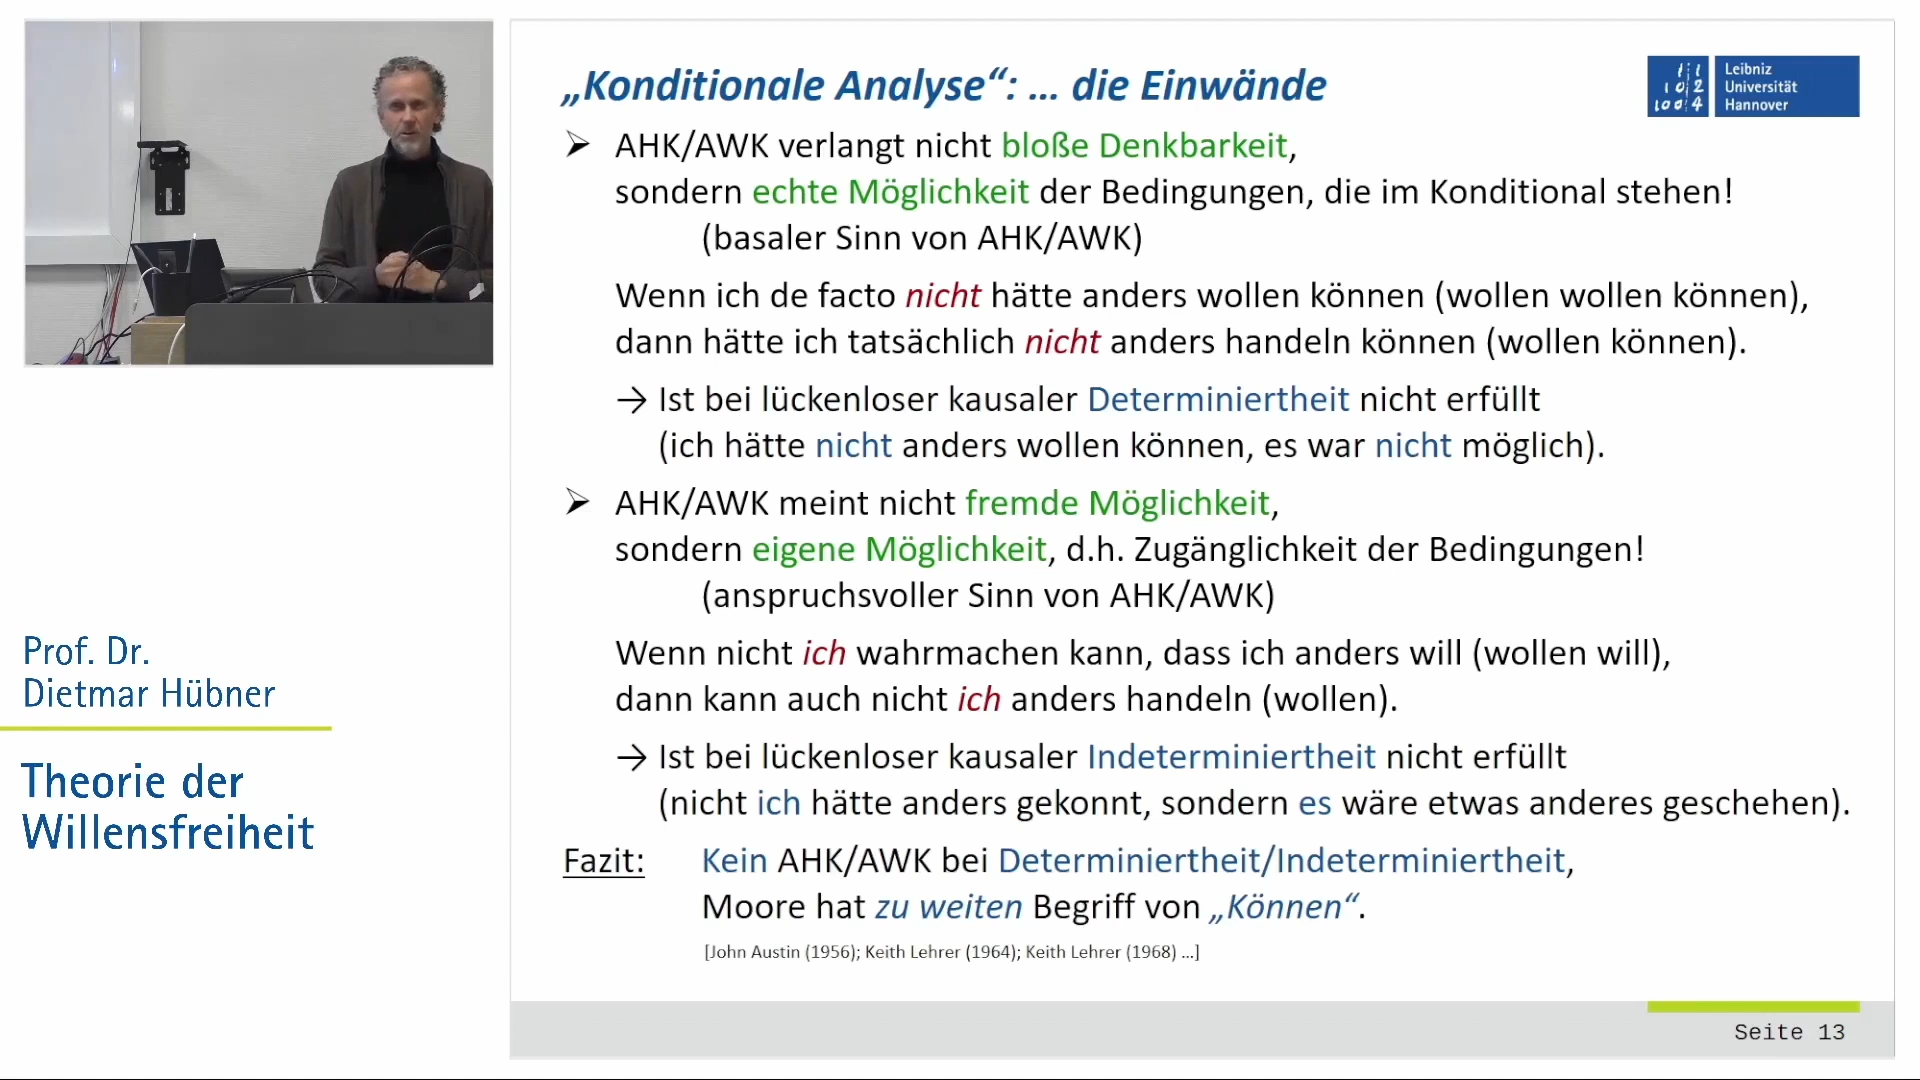 „Konditionale Analyse“: ... die Einwände
Leibniz
Universität
Hannover
AHK/AWK verlangt nicht bloße Denkbarkeit,
sondern echte Möglichkeit der Bedingungen, die im Konditional stehen!
(basaler Sinn von AHK/AWK)
Wenn ich de facto nicht hätte anders wollen können (wollen wollen können),
dann hätte ich tatsächlich nicht anders handeln können (wollen können).
→ Ist bei lückenloser kausaler Determiniertheit nicht erfüllt
(ich hätte nicht anders wollen können, es war nicht möglich).
AHK/AWK meint nicht fremde Möglichkeit,
sondern eigene Möglichkeit, d.h. Zugänglichkeit der Bedingungen!
(anspruchsvoller Sinn von AHK/AWK)
Wenn nicht ich wahrmachen kann, dass ich anders will (wollen will),
dann kann auch nicht ich anders handeln (wollen).
→ Ist bei lückenloser kausaler Indeterminiertheit nicht erfüllt
(nicht ich hätte anders gekonnt, sondern es wäre etwas anderes geschehen).
Fazit: Kein AHK/AWK bei Determiniertheit/Indeterminiertheit,
Moore hat zu weiten Begriff von „Können“.
[John Austin (1956); Keith Lehrer (1964); Keith Lehrer (1968) ...]
Seite 13
Prof. Dr.
Dietmar Hübner
Theorie der
Willensfreiheit